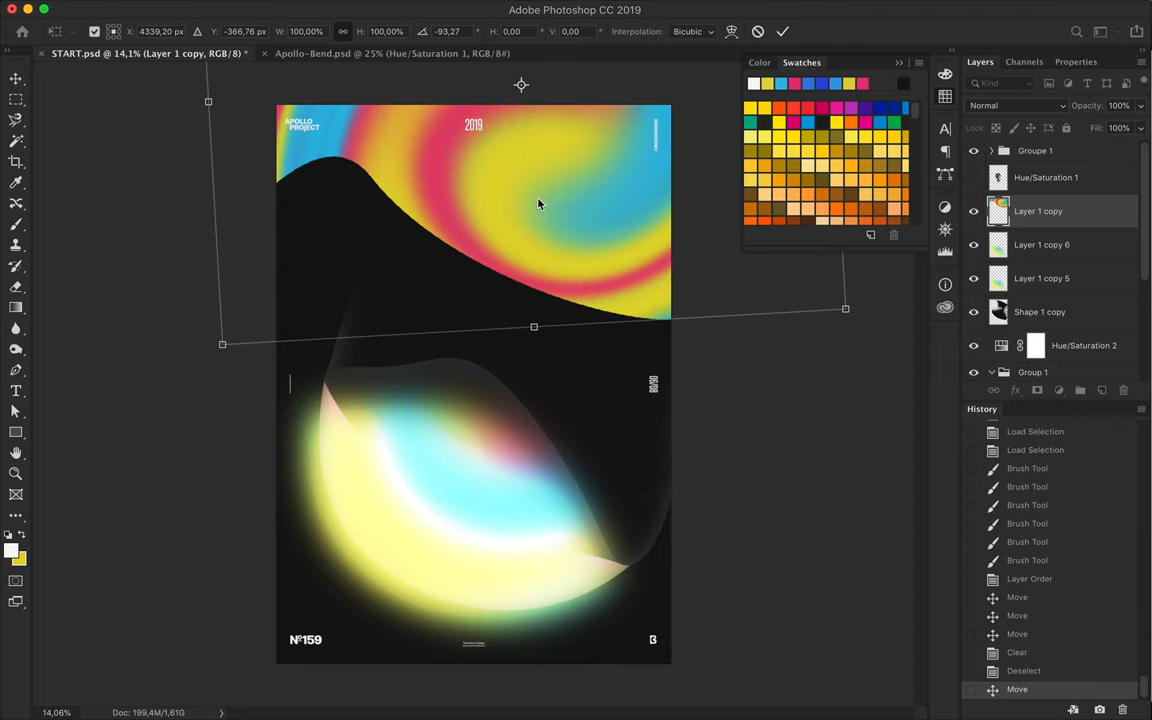 Adobe Photoshop CC 2019
X: 4339,20 px Y: -366,76 px W: 100,00% H: 100,00% -93,27 ° H: 0,00 ° V: 0,00 ° Interpolation: Bicubic
START.psd @ 14,1% (Layer 1 copy, RGB/8) * Apollo-Bend.psd @ 25% (Hue/Saturation 1, RGB/8#)
Color Swatches
Layers Channels Properties
Kind
Normal Opacity: 100%
Lock: Fill: 100%
Groupe 1
Hue/Saturation 1
Layer 1 copy
Layer 1 copy 6
Layer 1 copy 5
Shape 1 copy
Hue/Saturation 2
Group 1
fx
APOLLO
PROJECT
2019
80/90
Nº159
B
History
Load Selection
Load Selection
Brush Tool
Brush Tool
Brush Tool
Brush Tool
Brush Tool
Brush Tool
Layer Order
Move
Move
Move
Clear
Deselect
Move
14,06% Doc: 199,4M/1,61G